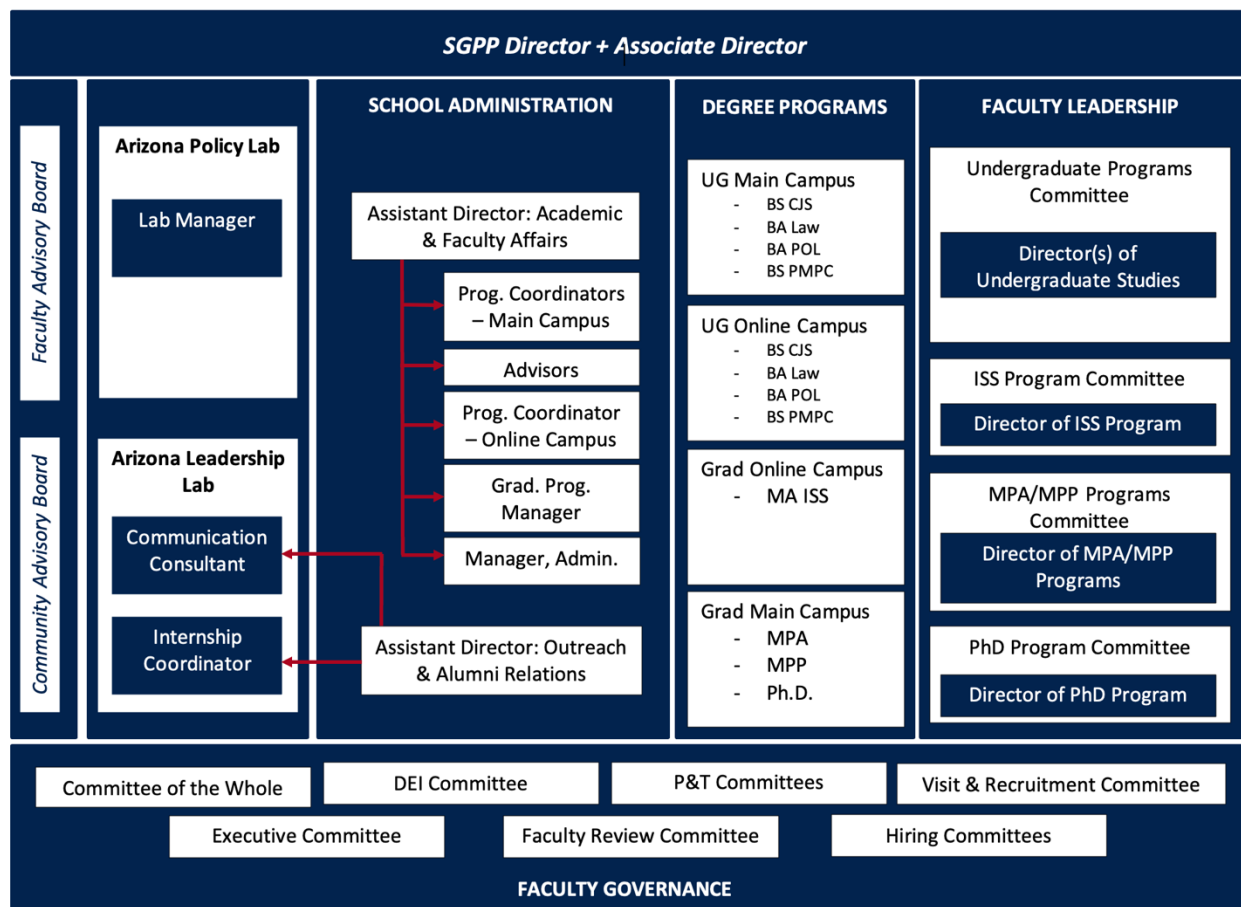 SGPP Director + Associate Director
Faculty Advisory Board
Community Advisory Board
Arizona Policy Lab
Lab Manager
Arizona Leadership
Lab
Communication
Consultant
Internship
Coordinator
SCHOOL ADMINISTRATION
Assistant Director: Academic
& Faculty Affairs
Prog. Coordinators
– Main Campus
Advisors
Prog. Coordinator
– Online Campus
Grad. Prog.
Manager
Manager, Admin.
Assistant Director: Outreach
& Alumni Relations
DEGREE PROGRAMS
UG Main Campus
- BS CJS
- BA Law
- BA POL
- BS PMPC
UG Online Campus
- BS CJS
- BA Law
- BA POL
- BS PMPC
Grad Online Campus
- MA ISS
Grad Main Campus
- MPA
- MPP
- Ph.D.
FACULTY LEADERSHIP
Undergraduate Programs
Committee
Director(s) of
Undergraduate Studies
ISS Program Committee
Director of ISS Program
MPA/MPP Programs
Committee
Director of MPA/MPP
Programs
PhD Program Committee
Director of PhD Program
Committee of the Whole
DEI Committee
P&T Committees
Visit & Recruitment Committee
Executive Committee
Faculty Review Committee
Hiring Committees
FACULTY GOVERNANCE